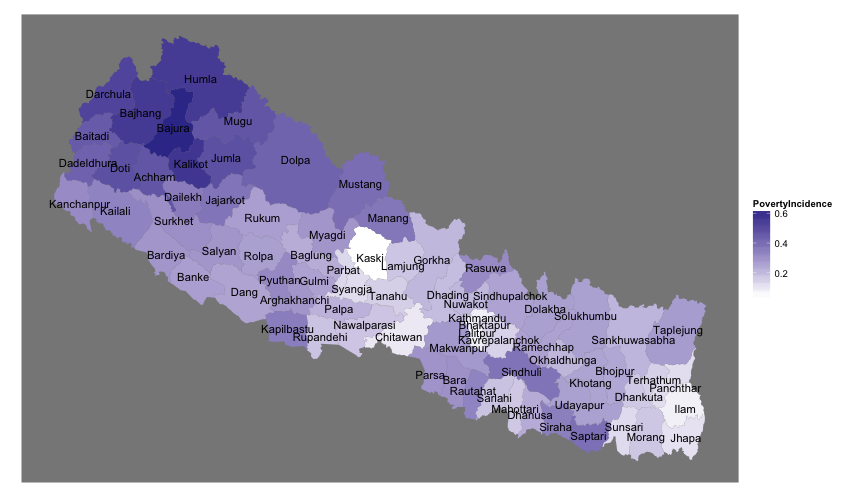 Humla
Darchula
Bajhang
Mugu
Bajura
Baitadi
Dadeldhura
Doti
Kalikot
Jumla
Dolpa
Achham
Mustang
Dailekh
Jajarkot
Kanchanpur
Kailali
Surkhet
Rukum
Manang
Myagdi
Bardiya
Salyan
Rolpa
Baglung
Kaski
Lamjung
Gorkha
Parbat
Rasuwa
Banke
Pyuthan
Gulmi
Syangja
Dang
Arghakhanchi
Tanahu
Dhading
Sindhupalchok
Nuwakot
Palpa
Dolakha
Solukhumbu
Kapilbastu
Nawalparasi
Kathmandu
Bhaktapur
Taplejung
Rupandehi
Chitawan
Lalitpur
Kavrepalanchok
Sankhuwasabha
Makwanpur
Ramechhap
Okhaldhunga
Parsa
Bara
Sindhuli
Bhojpur
Terhathum
Khotang
Panchthar
Rautahat
Sarlahi
Dhankuta
Mahottari
Dhanusa
Udayapur
Ilam
Siraha
Saptari
Sunsari
Morang
Jhapa
PovertyIncidence
0.6
0.4
0.2